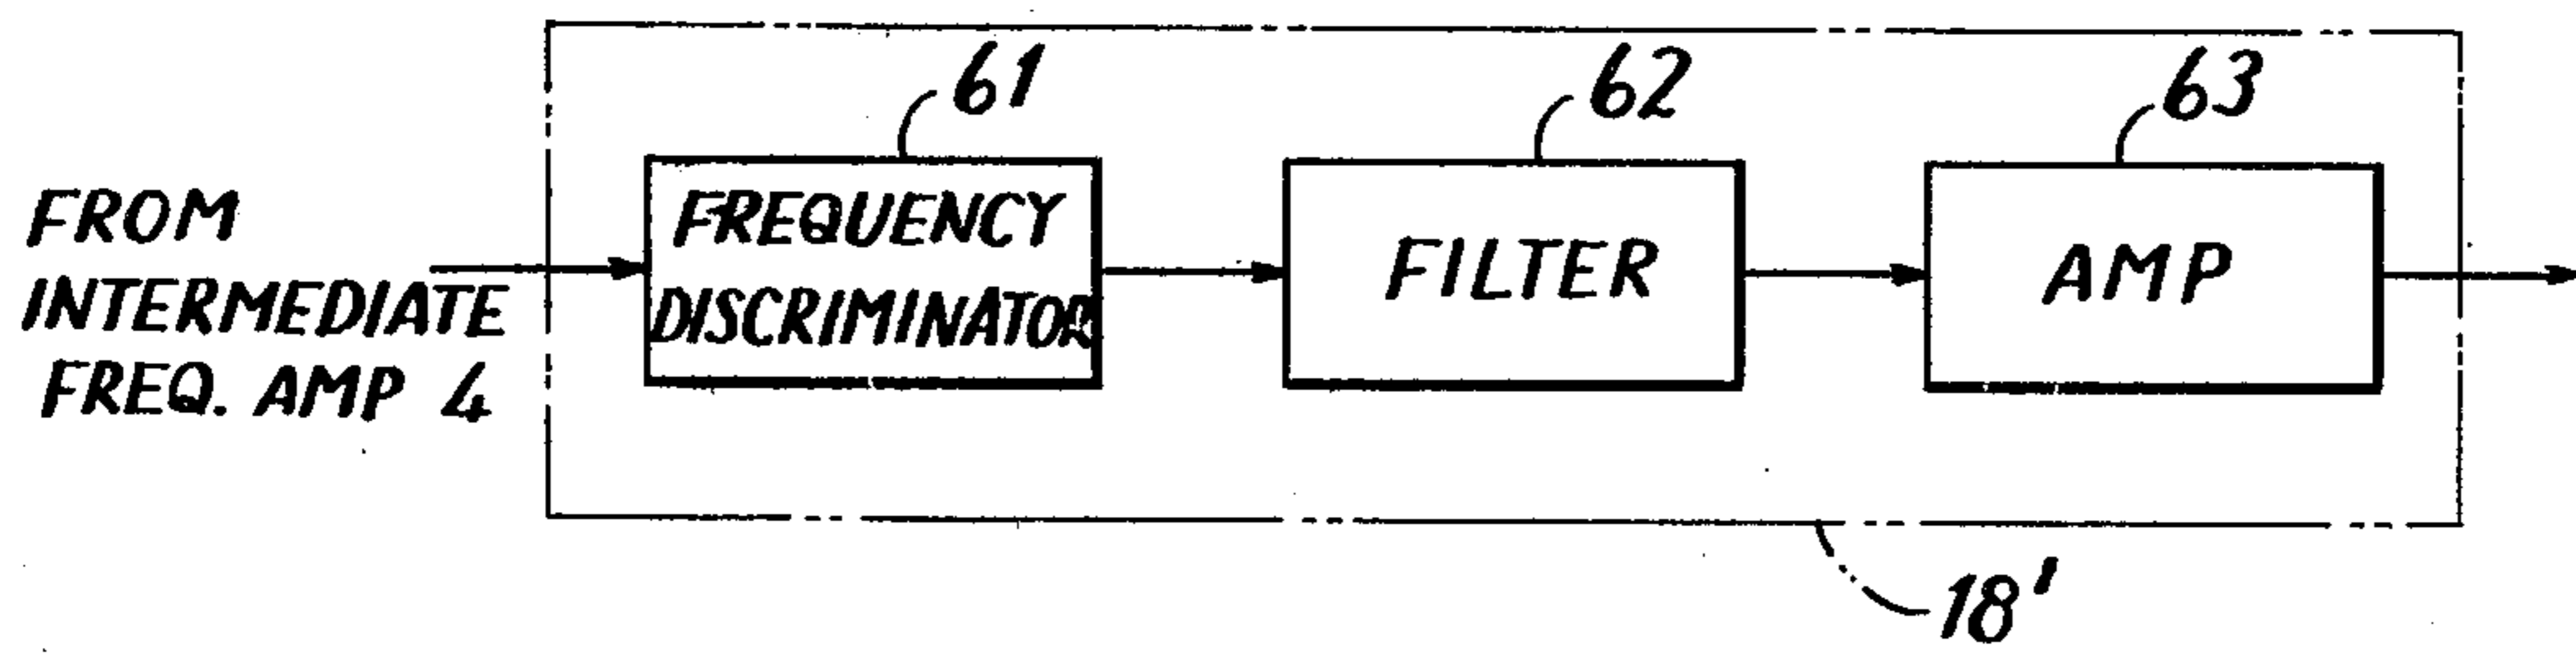 61
62
63
FROM
INTERMEDIATE
FREQ. AMP 4
FREQUENCY
DISCRIMINATOR
FILTER
AMP
18'